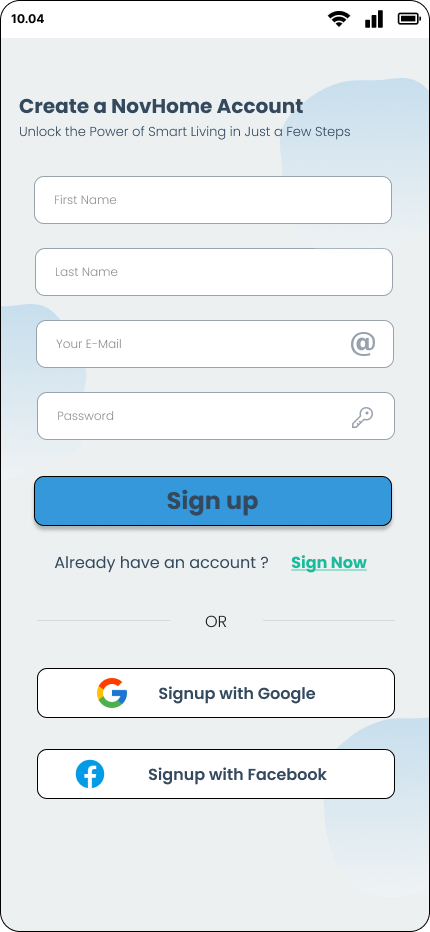 10.04
Create a NovHome Account
Unlock the Power of Smart Living in Just a Few Steps
First Name
Last Name
Your E-Mail @
Password
Sign up
Already have an account ? Sign Now
OR
Signup with Google
Signup with Facebook